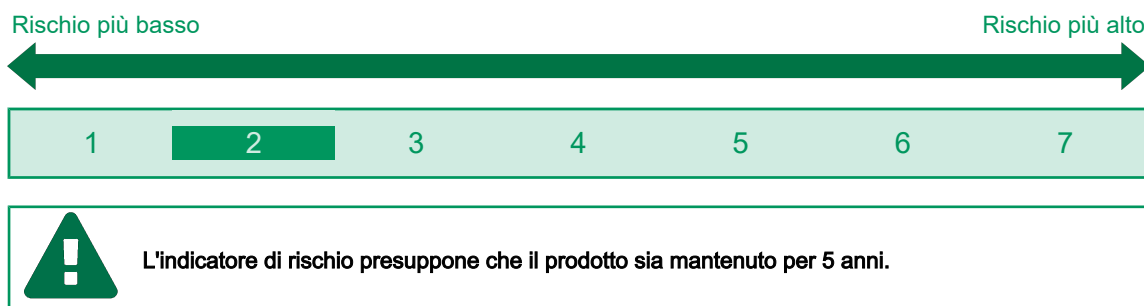 Rischio più basso Rischio più alto
1 2 3 4 5 6 7
L'indicatore di rischio presuppone che il prodotto sia mantenuto per 5 anni.